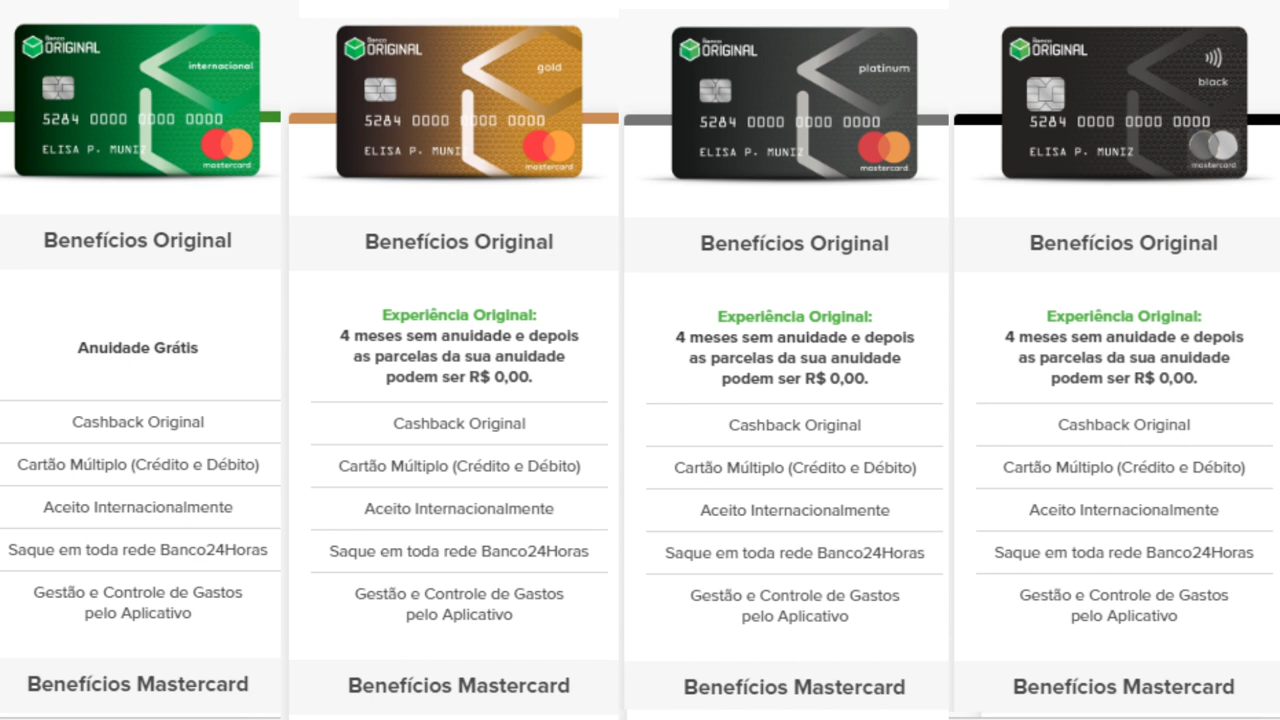 Banco
ORIGINAL
internacional
5284 0000 0000 0000
ELISA P. MUNIZ
mastercard
Benefícios Original
Anuidade Grátis
Cashback Original
Cartão Múltiplo (Crédito e Débito)
Aceito Internacionalmente
Saque em toda rede Banco24Horas
Gestão e Controle de Gastos
pelo Aplicativo
Benefícios Mastercard
Banco
ORIGINAL
gold
5284 0000 0000 0000
ELISA P. MUNIZ
mastercard
Benefícios Original
Experiência Original:
4 meses sem anuidade e depois
as parcelas da sua anuidade
podem ser R$ 0,00.
Cashback Original
Cartão Múltiplo (Crédito e Débito)
Aceito Internacionalmente
Saque em toda rede Banco24Horas
Gestão e Controle de Gastos
pelo Aplicativo
Benefícios Mastercard
Banco
ORIGINAL
platinum
5284 0000 0000 0000
ELISA P. MUNIZ
mastercard
Benefícios Original
Experiência Original:
4 meses sem anuidade e depois
as parcelas da sua anuidade
podem ser R$ 0,00.
Cashback Original
Cartão Múltiplo (Crédito e Débito)
Aceito Internacionalmente
Saque em toda rede Banco24Horas
Gestão e Controle de Gastos
pelo Aplicativo
Benefícios Mastercard
Banco
ORIGINAL
black
5284 0000 0000 0000
ELISA P. MUNIZ
mastercard
Benefícios Original
Experiência Original:
4 meses sem anuidade e depois
as parcelas da sua anuidade
podem ser R$ 0,00.
Cashback Original
Cartão Múltiplo (Crédito e Débito)
Aceito Internacionalmente
Saque em toda rede Banco24Horas
Gestão e Controle de Gastos
pelo Aplicativo
Benefícios Mastercard